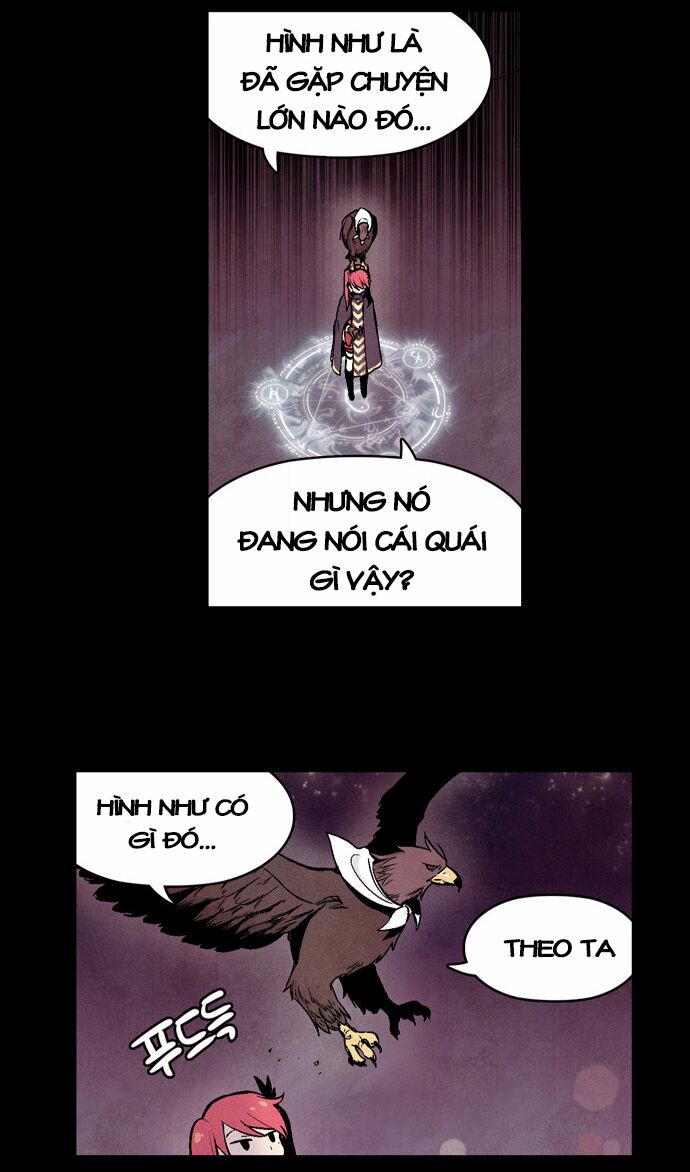 HÌNH NHƯ LÀ
ĐÃ GẶP CHUYỆN
LỚN NÀO ĐÓ...
NHƯNG NÓ
ĐANG NÓI CÁI QUÁI
GÌ VẬY?
HÌNH NHƯ CÓ
GÌ ĐÓ...
THEO TA
푸드득